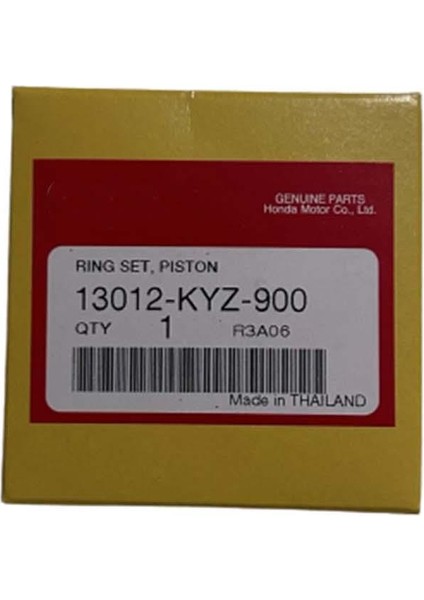 GENUINE PARTS
Honda Motor Co., Ltd.
RING SET, PISTON
13012-KYZ-900
QTY 1 R3A06
Made in THAILAND